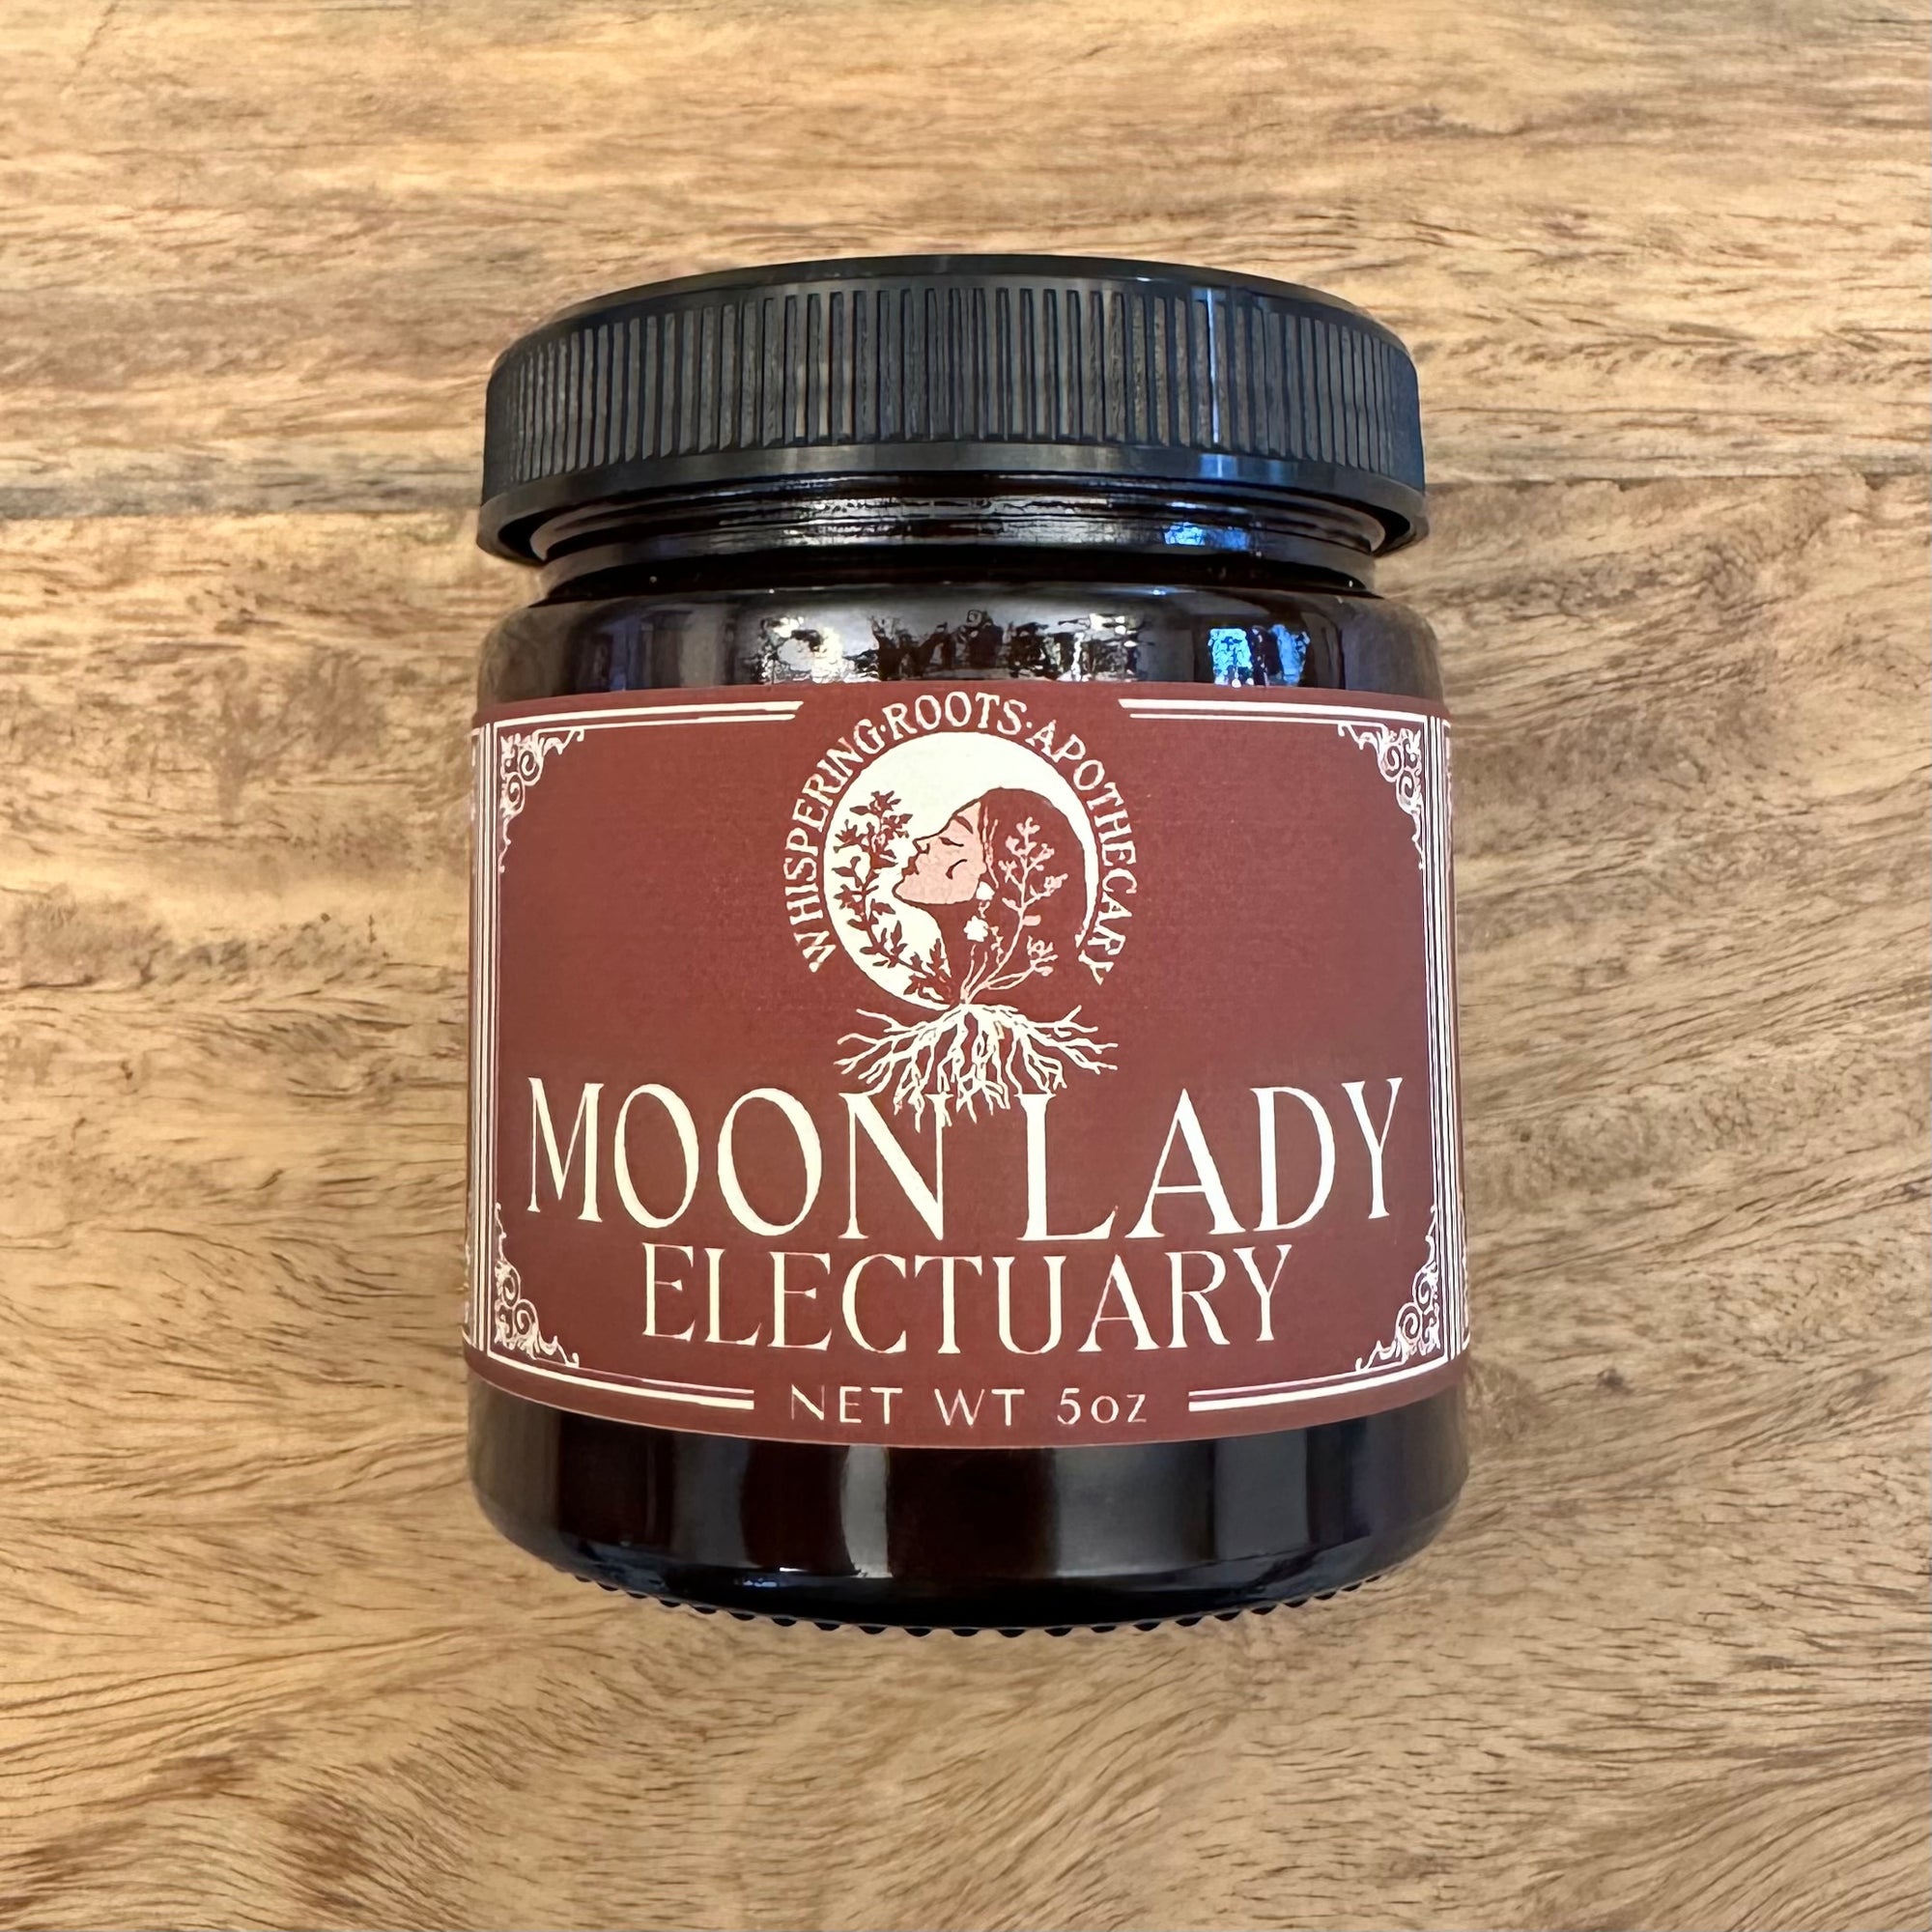 WHISPERING·ROOTS·APOTHECARY
MOON LADY
ELECTUARY
NET WT 5oz